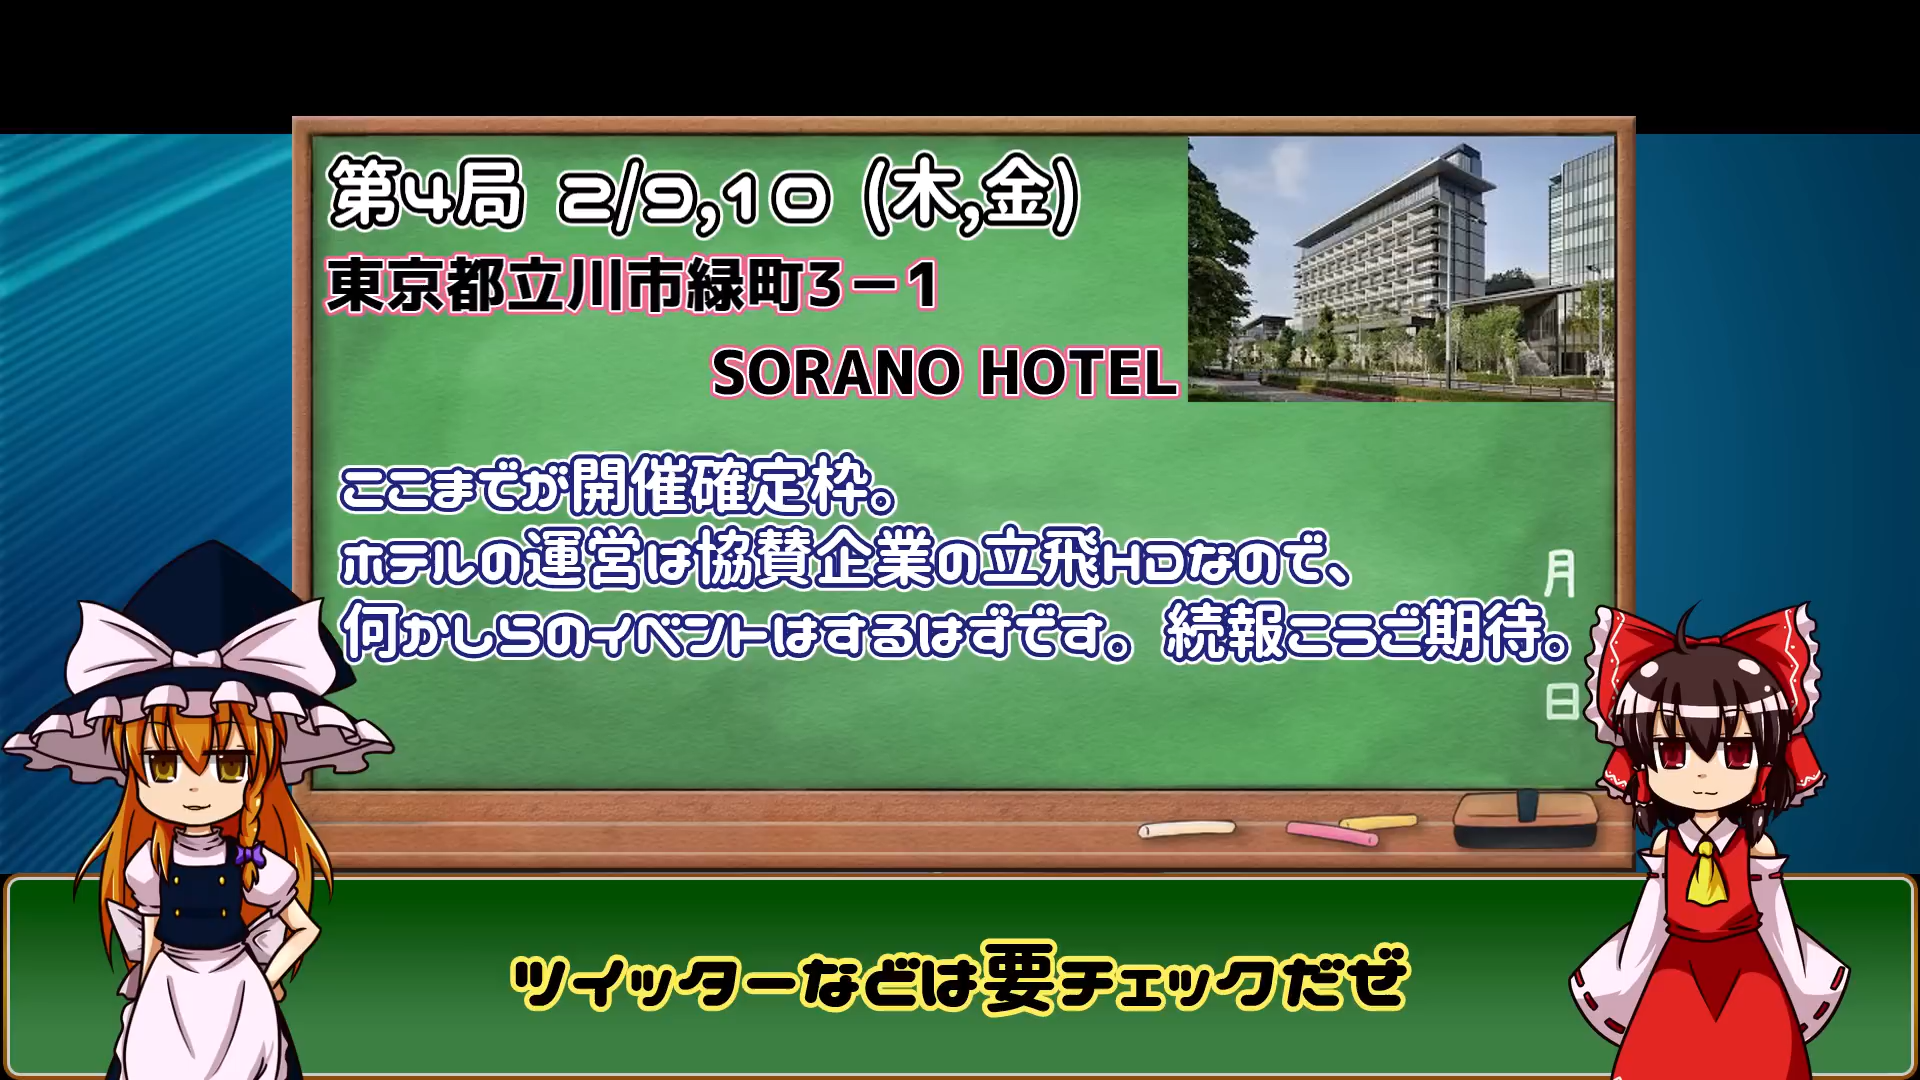 第4局 2/9,10 (木,金)
東京都立川市緑町3－1
SORANO HOTEL
ここまでが開催確定枠。
ホテルの運営は協賛企業の立飛HDなので、
何かしらのイベントはするはずです。続報こうご期待。
月
日
ツイッターなどは要チェックだぜ